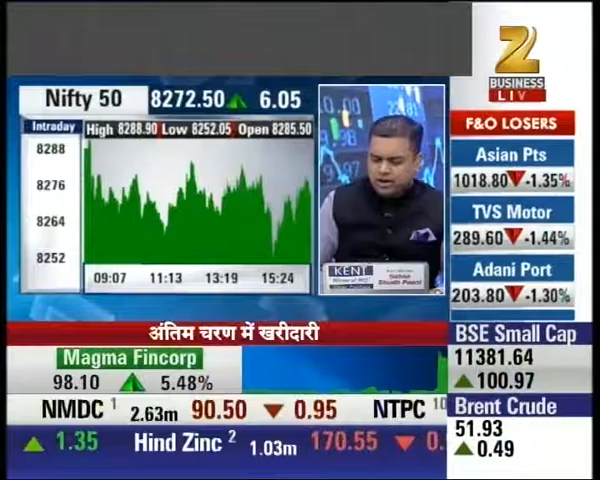 Nifty 50 8272.50 6.05
Intraday High 8288.90 Low 8252.05 Open 8285.50
8288
8276
8264
8252
09:07 11:13 13:19 15:24
KENT
Z
BUSINESS
LIVE
F&O LOSERS
Asian Pts
1018.80 -1.35%
TVS Motor
289.60 -1.44%
Adani Port
203.80 -1.30%
अंतिम चरण में खरीदारी
Magma Fincorp
98.10 5.48%
BSE Small Cap
11381.64
100.97
Brent Crude
51.93
0.49
NMDC 1 2.63m 90.50 0.95 NTPC 10
1.35 Hind Zinc 2 1.03m 170.55 0.